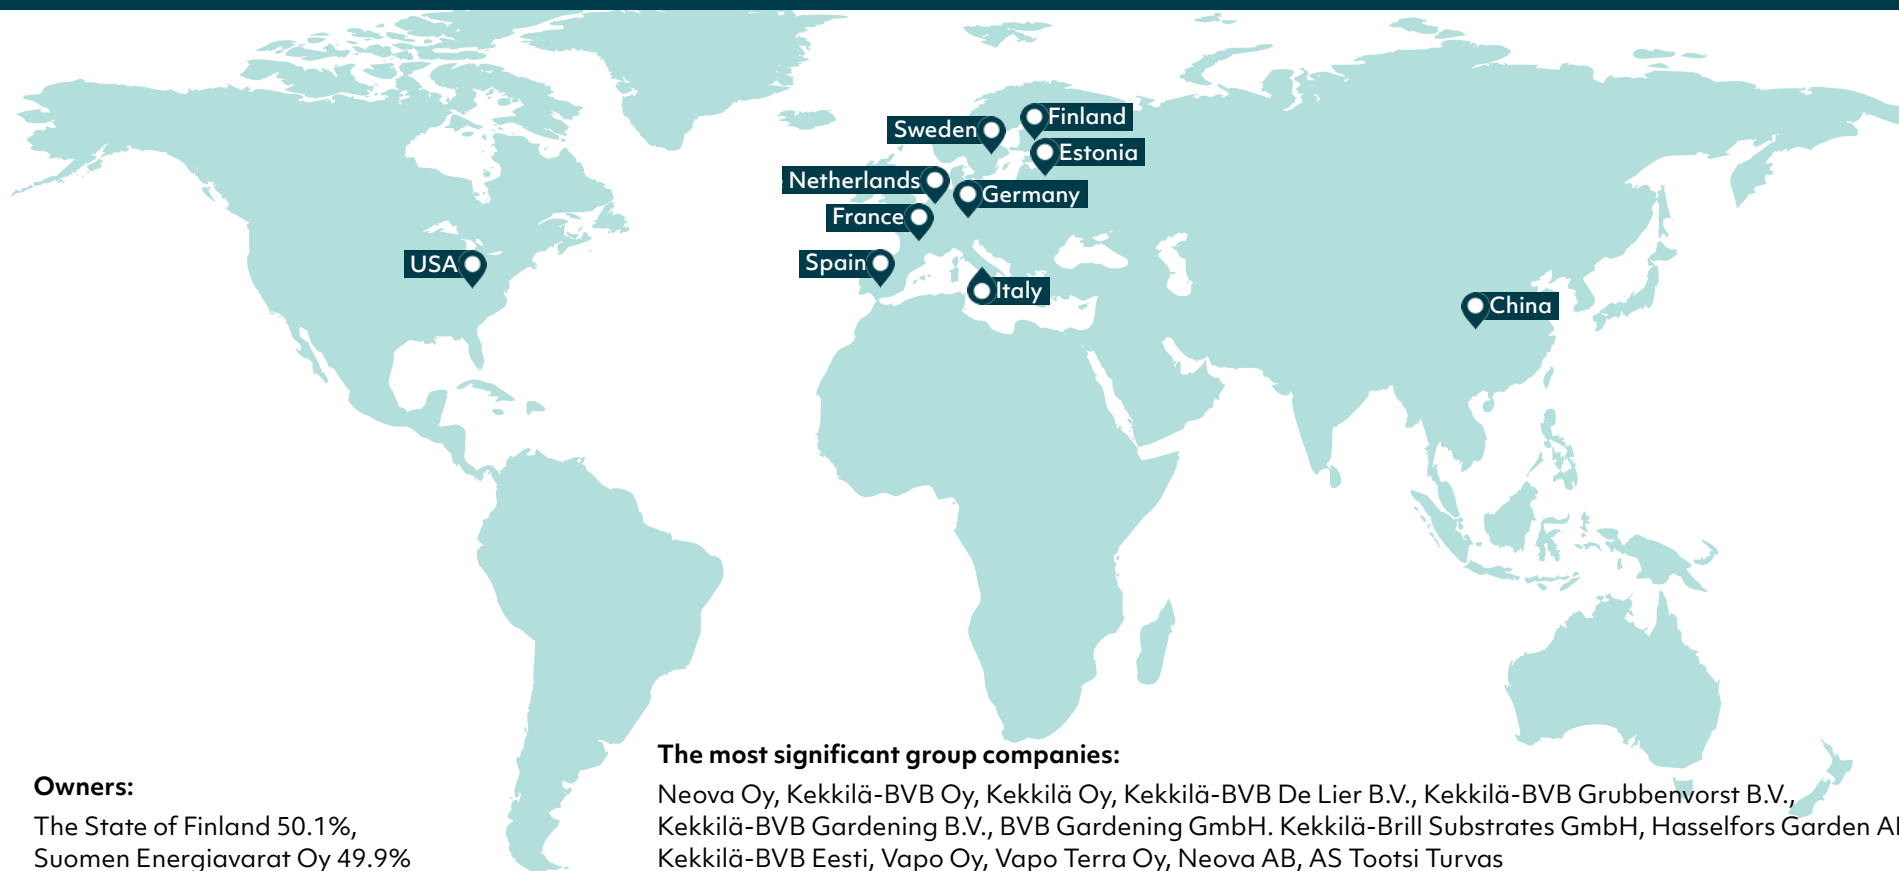 Finland
Sweden
Estonia
Netherlands
Germany
France
USA
Spain
Italy
China
The most significant group companies:
Owners:
Neova Oy, Kekkilä-BVB Oy, Kekkilä Oy, Kekkilä-BVB De Lier B.V., Kekkilä-BVB Grubbenvorst B.V.,
The State of Finland 50.1%,
Kekkilä-BVB Gardening B.V., BVB Gardening GmbH. Kekkilä-Brill Substrates GmbH, Hasselfors Garden
Suomen Energiavarat Oy 49.9%
Kekkilä-BVB Eesti, Vapo Oy, Vapo Terra Oy, Neova AB, AS Tootsi Turvas